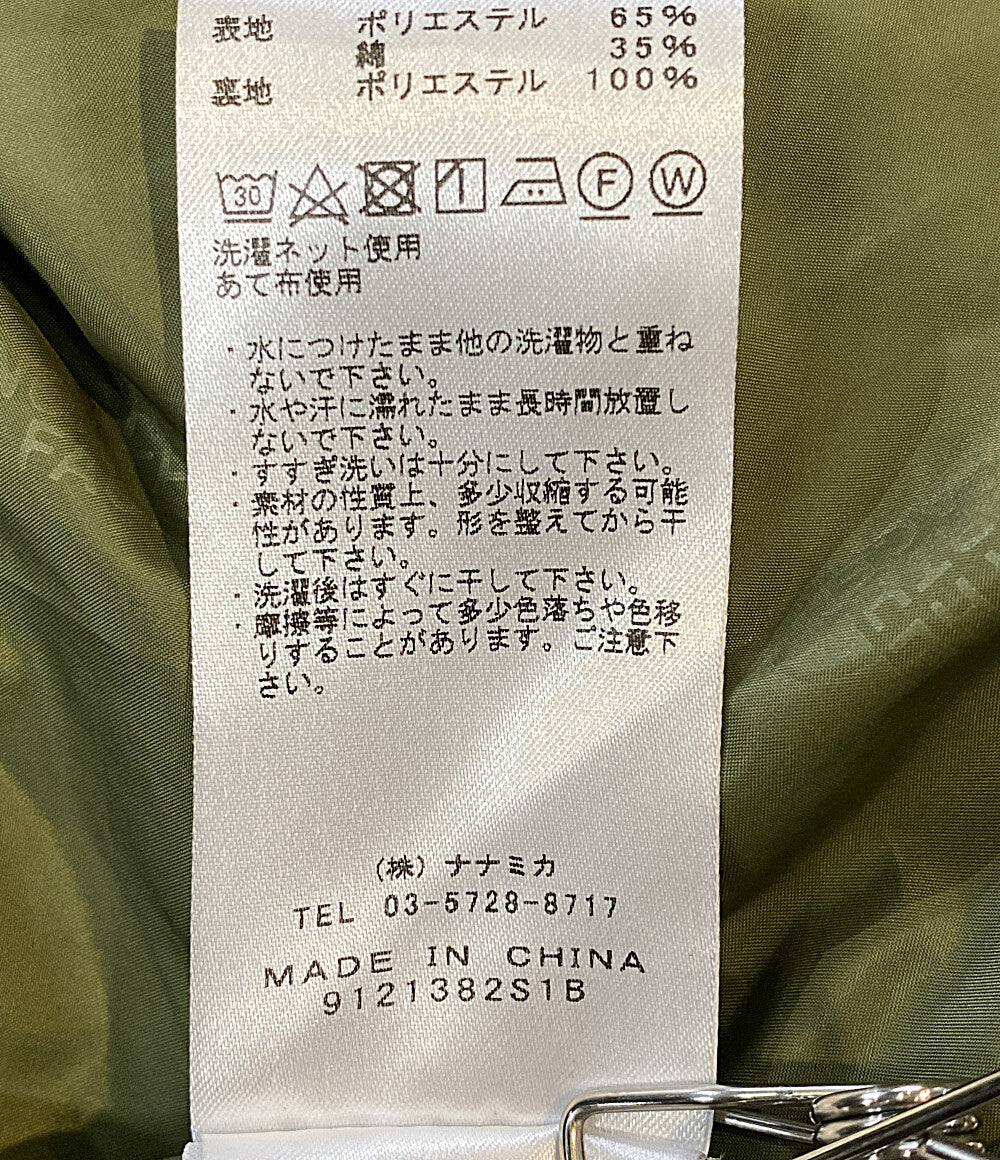 表地 ポリエステル 65%
綿 35%
裏地 ポリエステル 100%
30 F W
洗濯ネット使用
あて布使用
・水につけたまま他の洗濯物と重ね
ないで下さい。
・水や汗に濡れたまま長時間放置し
ないで下さい。
・すすぎ洗いは十分にして下さい。
・素材の性質上、多少収縮する可能
性があります。形を整えてから干
して下さい。
・洗濯後はすぐに干して下さい。
・摩擦等によって多少色落ちや色移
りすることがあります。ご注意下
さい。
(株)ナナミカ
TEL 03-5728-8717
MADE IN CHINA
9121382S1B